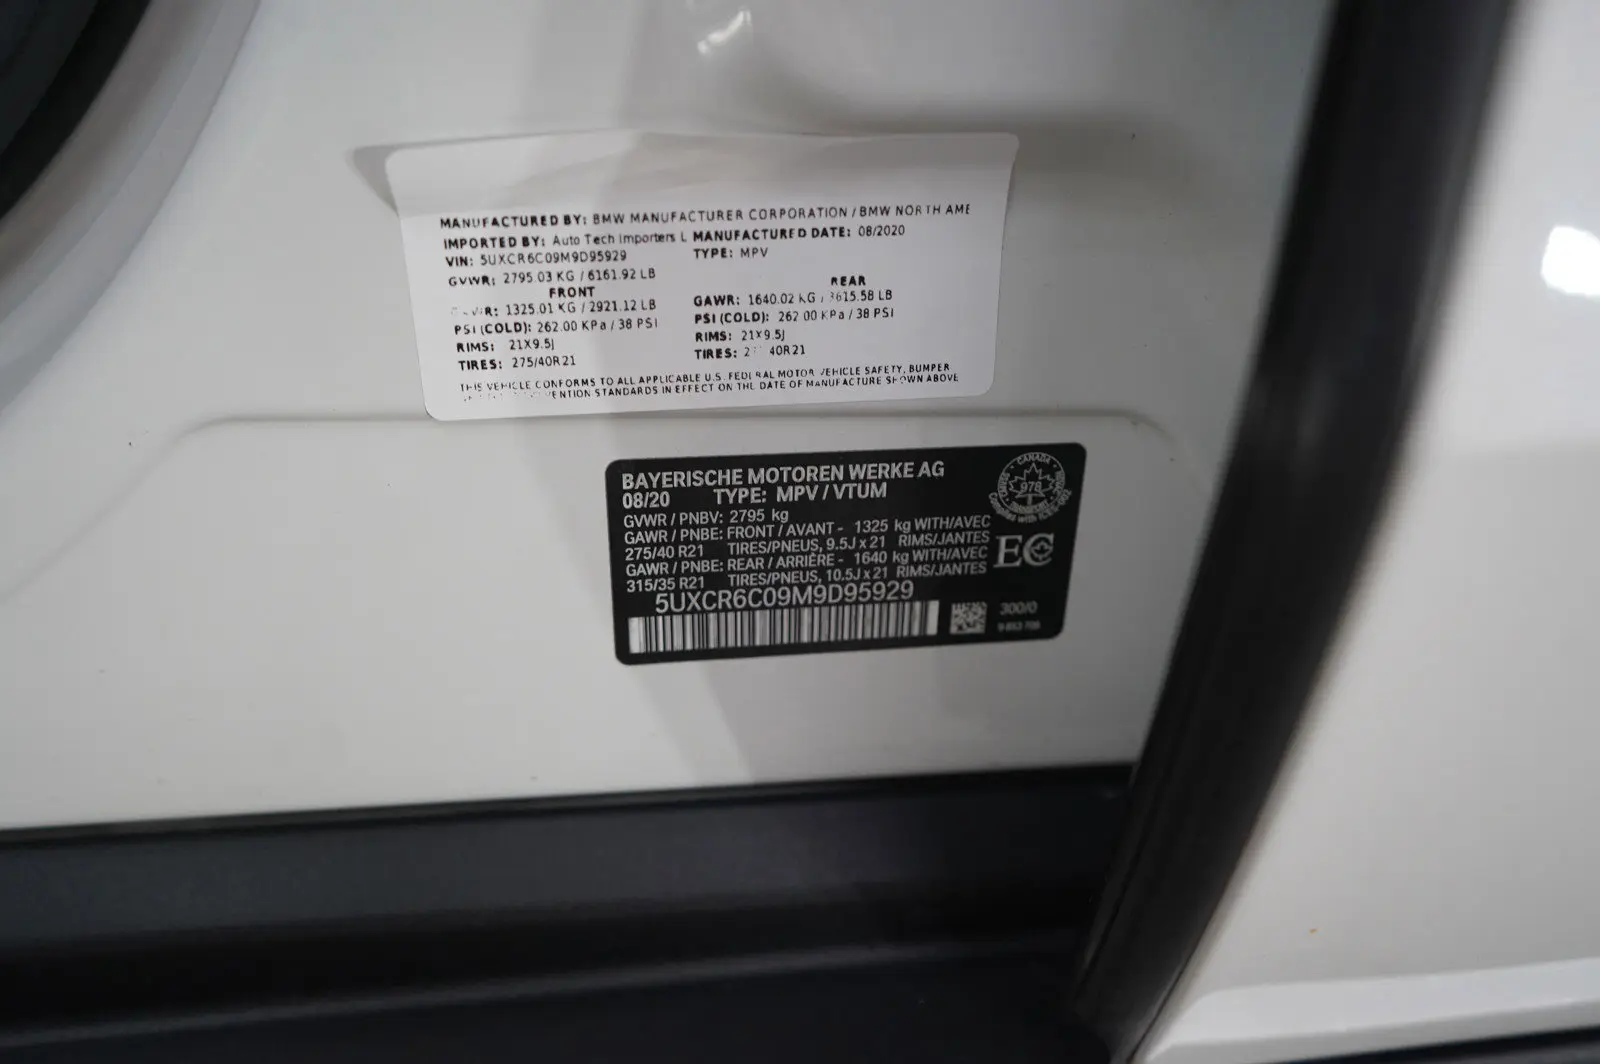 MANUFACTURED BY: BMW MANUFACTURER CORPORATION / BMW NORTH AME
IMPORTED BY: Auto Tech Importers L MANUFACTURED DATE: 08/2020
VIN: 5UXCR6C09M9D95929 TYPE: MPV
GVWR: 2795.03 KG / 6161.92 LB
FRONT REAR
1325.01 KG / 2921.12 LB GAWR: 1640.02 KG / 3615.58 LB
PSI (COLD): 262.00 KPa / 38 PSI PSI (COLD): 262.00 KPa / 38 PSI
RIMS: 21X9.5J RIMS: 21X9.5J
TIRES: 275/40R21 TIRES: 40R21
THIS VEHICLE CONFORMS TO ALL APPLICABLE U.S. FEDERAL MOTOR VEHICLE SAFETY, BUMPER
STANDARDS IN EFFECT ON THE DATE OF MANUFACTURE SHOWN ABOVE
BAYERISCHE MOTOREN WERKE AG
08/20 TYPE: MPV / VTUM
GVWR / PNBV: 2795 kg
GAWR / PNBE: FRONT / AVANT - 1325 kg WITH/AVEC
275/40 R21 TIRES/PNEUS, 9.5J x 21 RIMS/JANTES
GAWR / PNBE: REAR / ARRIÈRE - 1640 kg WITH/AVEC
315/35 R21 TIRES/PNEUS, 10.5J x 21 RIMS/JANTES
5UXCR6C09M9D95929
CANADA
978
EC
300/0